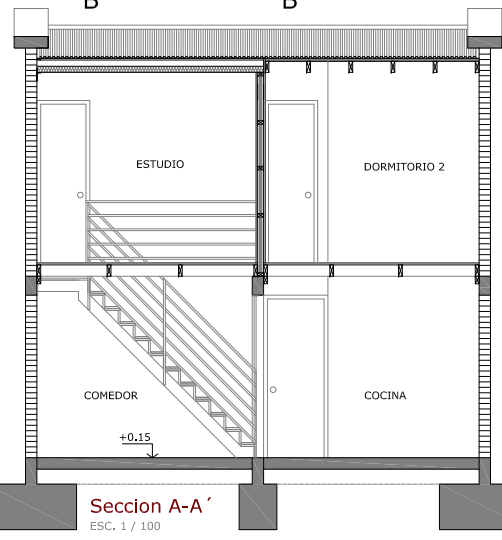 B B
ESTUDIO
DORMITORIO 2
COMEDOR
COCINA
+0.15
Seccion A-A´
ESC. 1 / 100